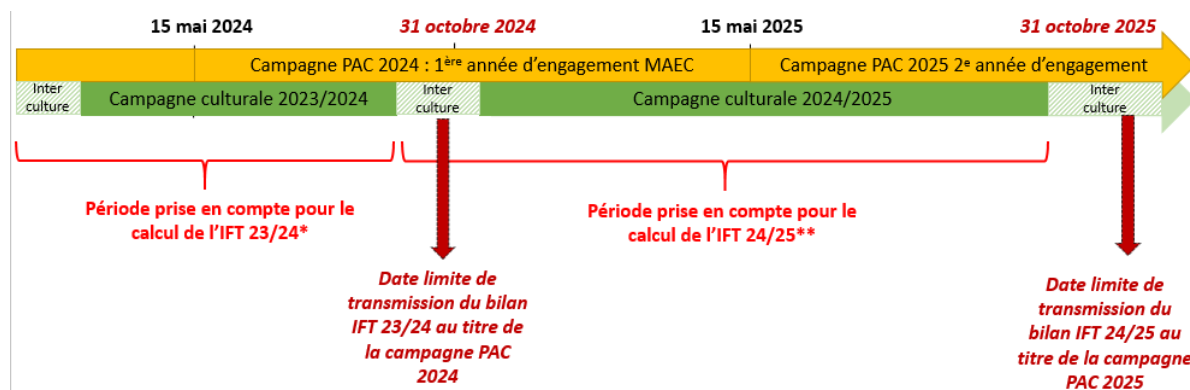 15 mai 2024
31 octobre 2024
15 mai 2025
31 octobre 2025
Campagne PAC 2024 : 1ère année d’engagement MAEC
Campagne PAC 2025 2e année d’engagement
Inter
culture
Campagne culturale 2023/2024
Inter
culture
Campagne culturale 2024/2025
Inter
culture
Période prise en compte pour le
calcul de l’IFT 23/24*
Période prise en compte pour le
calcul de l’IFT 24/25**
Date limite de
transmission du bilan
IFT 23/24 au titre de
la campagne PAC
2024
Date limite de
transmission du
bilan IFT 24/25 au
titre de la campagne
PAC 2025